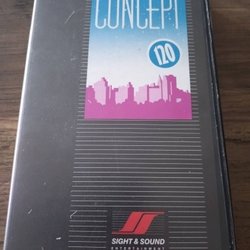 CONCEPT
120
SIGHT & SOUND
ENTERTAINMENT